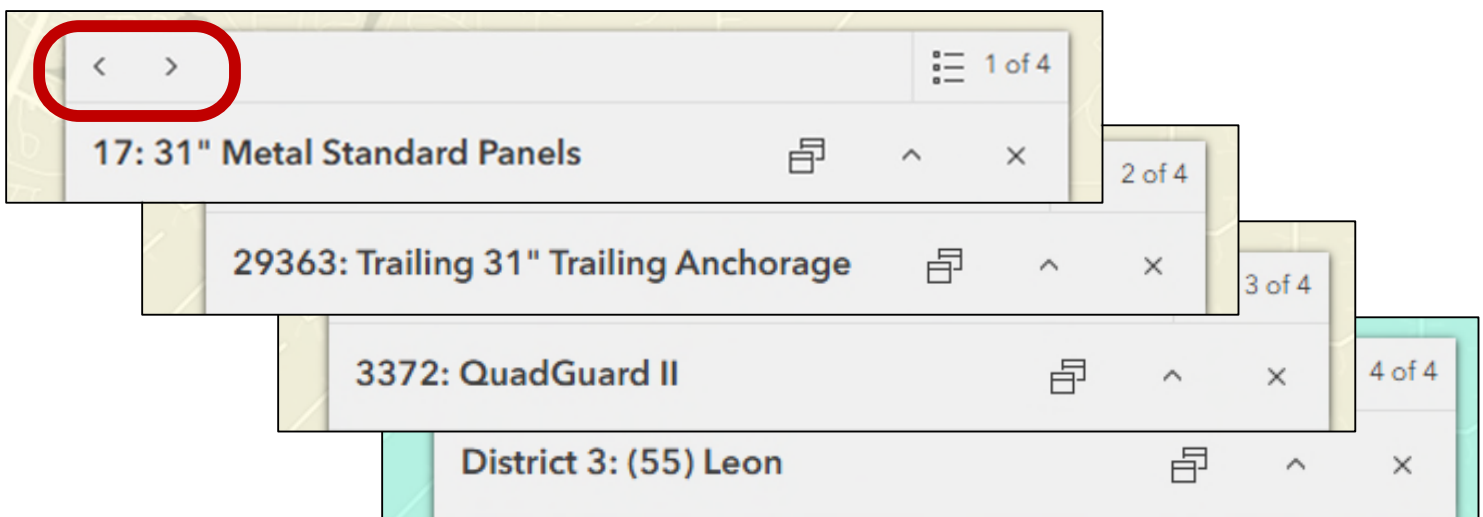 1 of 4
17: 31" Metal Standard Panels
2 of 4
29363: Trailing 31" Trailing Anchorage
3 of 4
3372: QuadGuard II
4 of 4
District 3: (55) Leon